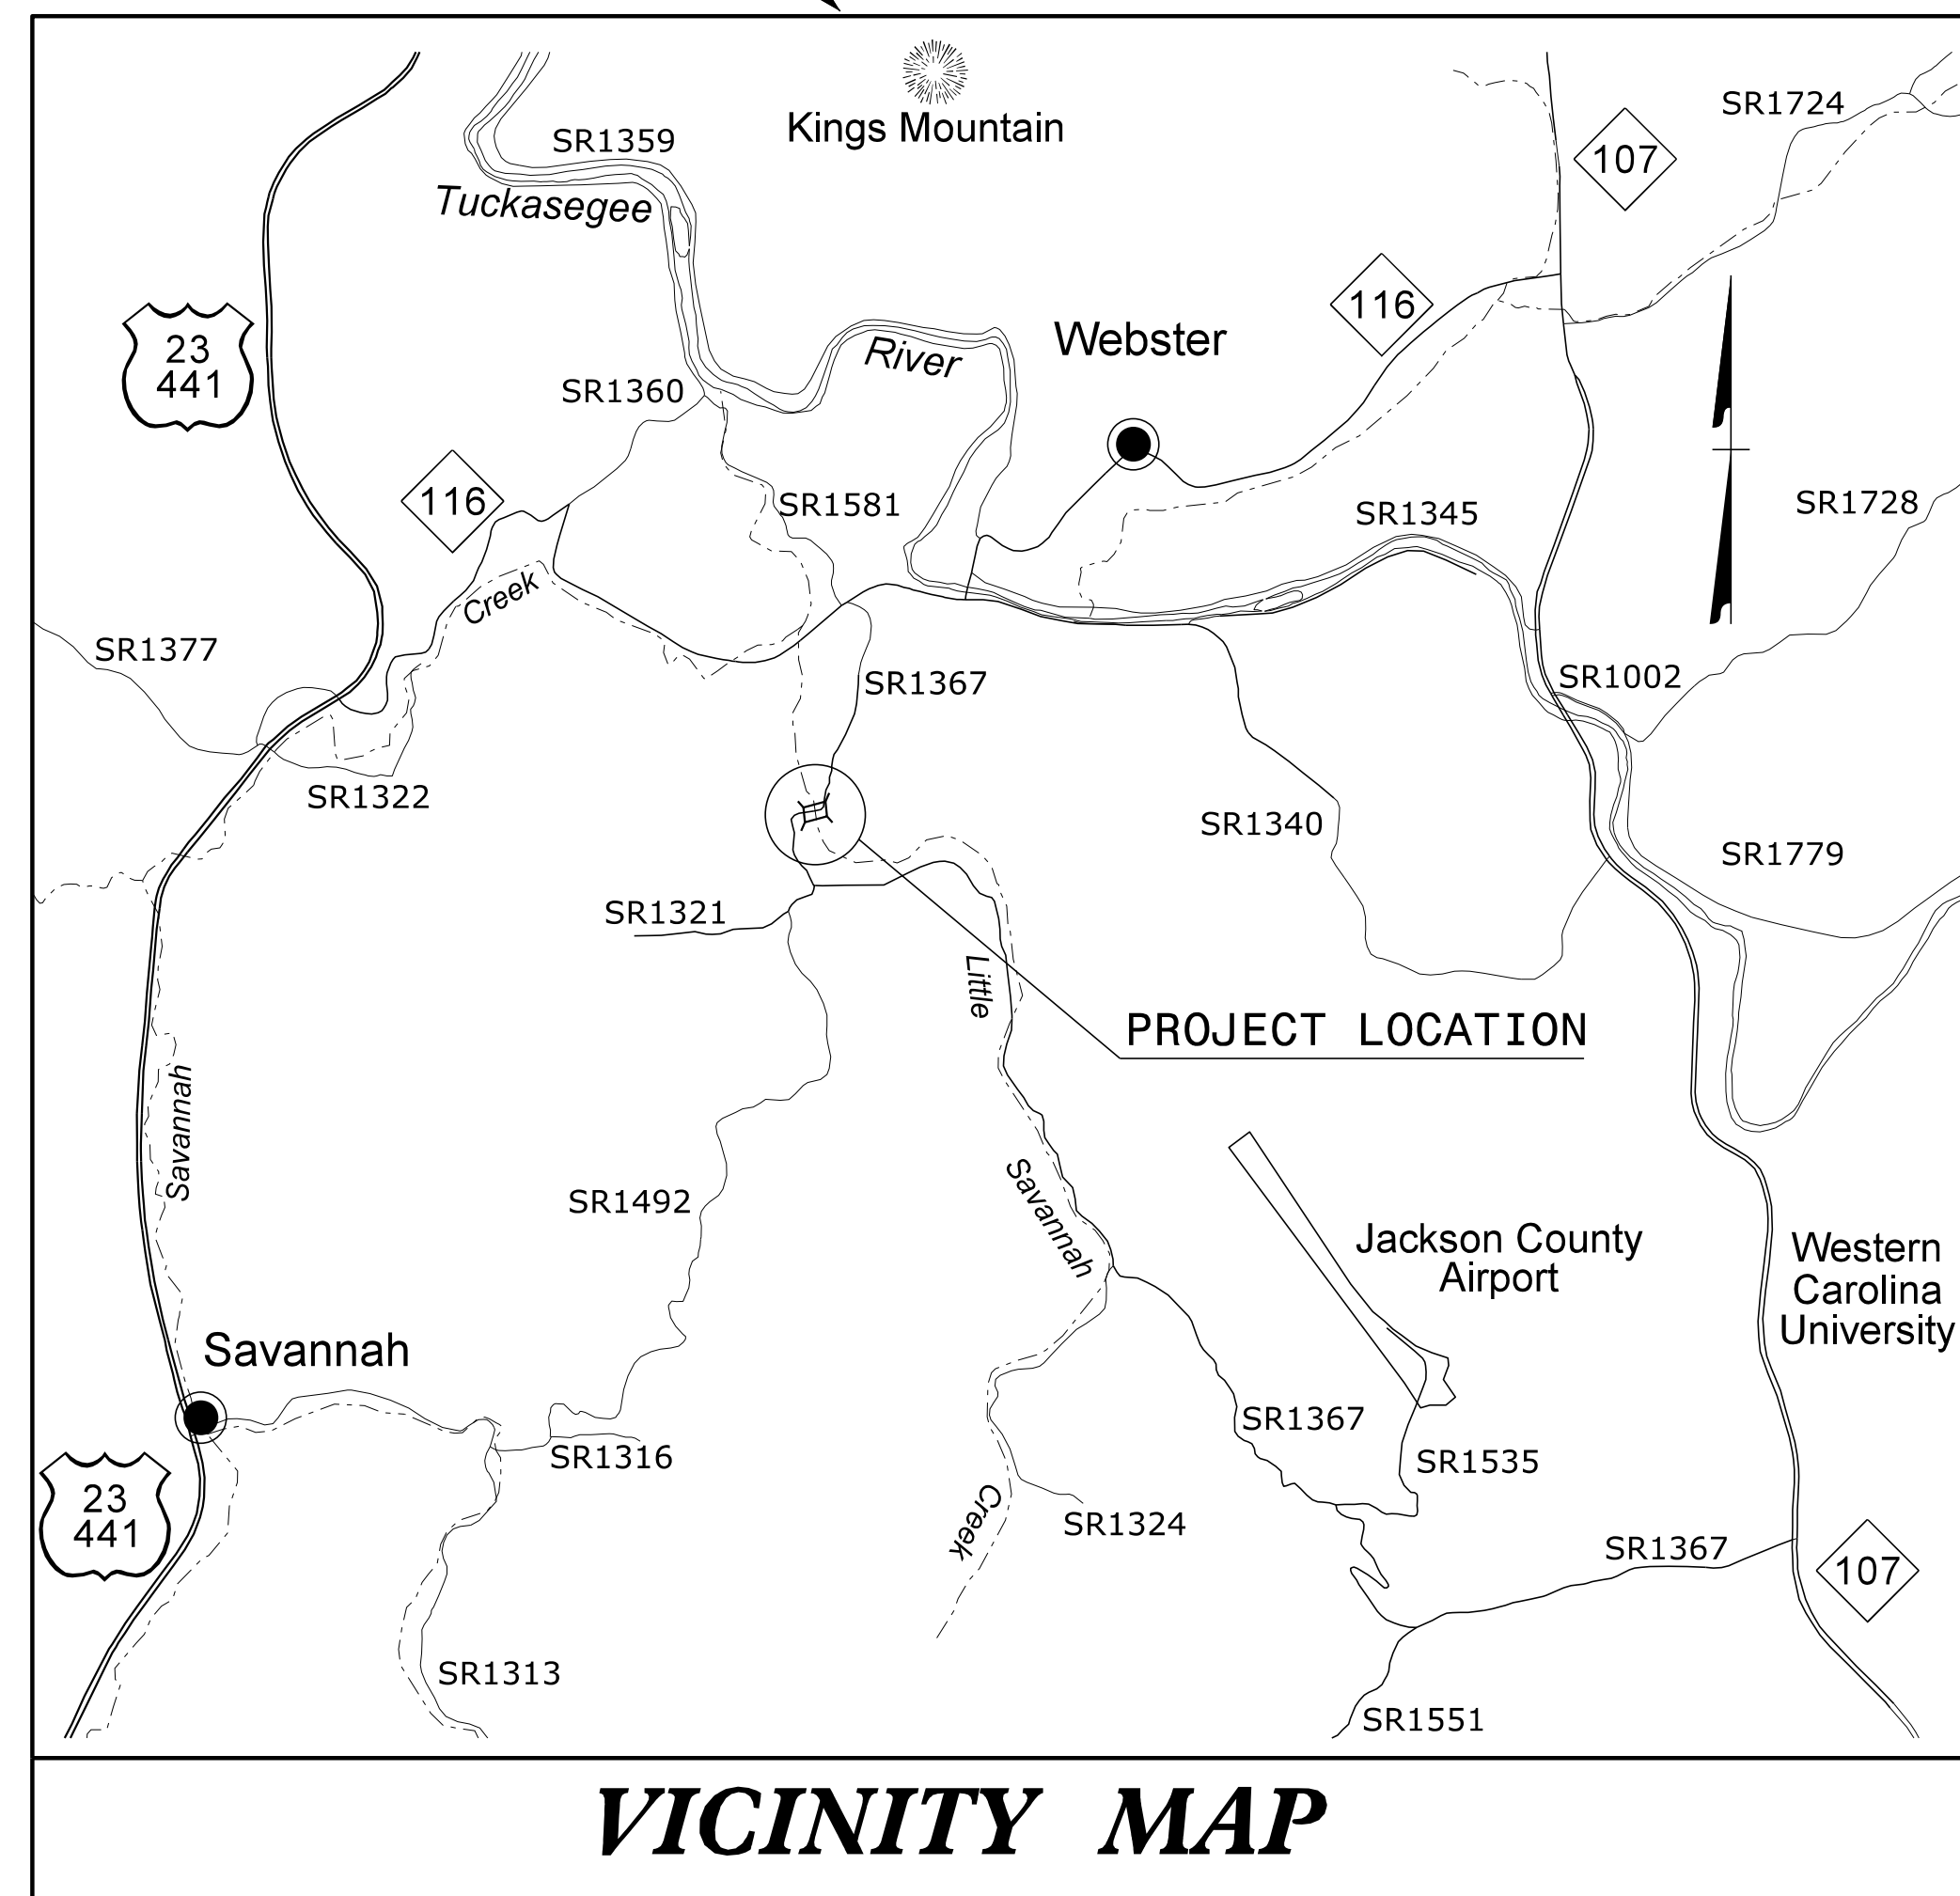 Kings Mountain
SR1724
SR1359
107
Tuckasegee
116
Webster
23
441
River
SR1360
116
SR1581
SR1345
SR1728
Creek
SR1377
SR1367
SR1002
SR1322
SR1340
SR1779
SR1321
Little
PROJECT LOCATION
Savannah
Savannah
SR1492
Jackson County
Airport
Western
Carolina
University
Savannah
SR1367
SR1316
SR1535
23
441
Creek
SR1324
SR1367
107
SR1313
SR1551
VICINITY MAP